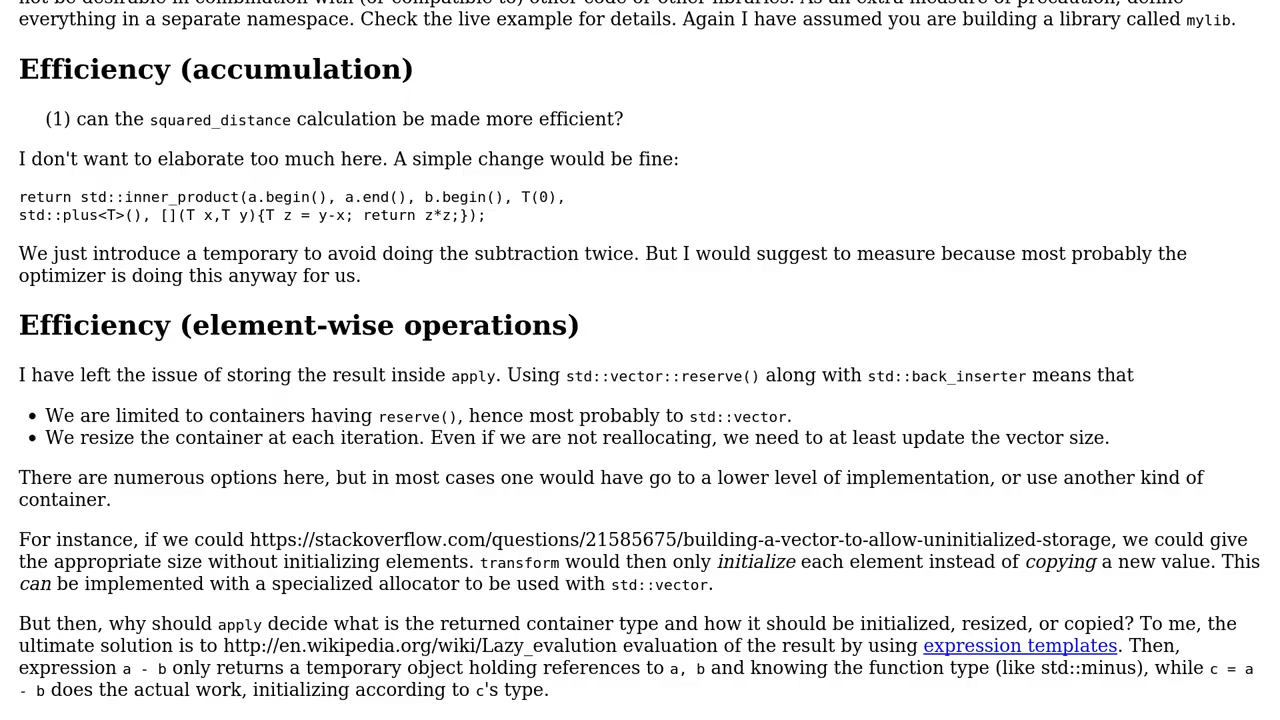 everything in a separate namespace. Check the live example for details. Again I have assumed you are building a library called mylib.
Efficiency (accumulation)
(1) can the squared_distance calculation be made more efficient?
I don't want to elaborate too much here. A simple change would be fine:
return std::inner_product(a.begin(), a.end(), b.begin(), T(0),
std::plus<T>(), [](T x,T y){T z = y-x; return z*z;});
We just introduce a temporary to avoid doing the subtraction twice. But I would suggest to measure because most probably the
optimizer is doing this anyway for us.
Efficiency (element-wise operations)
I have left the issue of storing the result inside apply. Using std::vector::reserve() along with std::back_inserter means that
• We are limited to containers having reserve(), hence most probably to std::vector.
• We resize the container at each iteration. Even if we are not reallocating, we need to at least update the vector size.
There are numerous options here, but in most cases one would have go to a lower level of implementation, or use another kind of
container.
For instance, if we could https://stackoverflow.com/questions/21585675/building-a-vector-to-allow-uninitialized-storage, we could give
the appropriate size without initializing elements. transform would then only initialize each element instead of copying a new value. This
can be implemented with a specialized allocator to be used with std::vector.
But then, why should apply decide what is the returned container type and how it should be initialized, resized, or copied? To me, the
ultimate solution is to http://en.wikipedia.org/wiki/Lazy_evalution evaluation of the result by using expression templates. Then,
expression a - b only returns a temporary object holding references to a, b and knowing the function type (like std::minus), while c = a
- b does the actual work, initializing according to c's type.